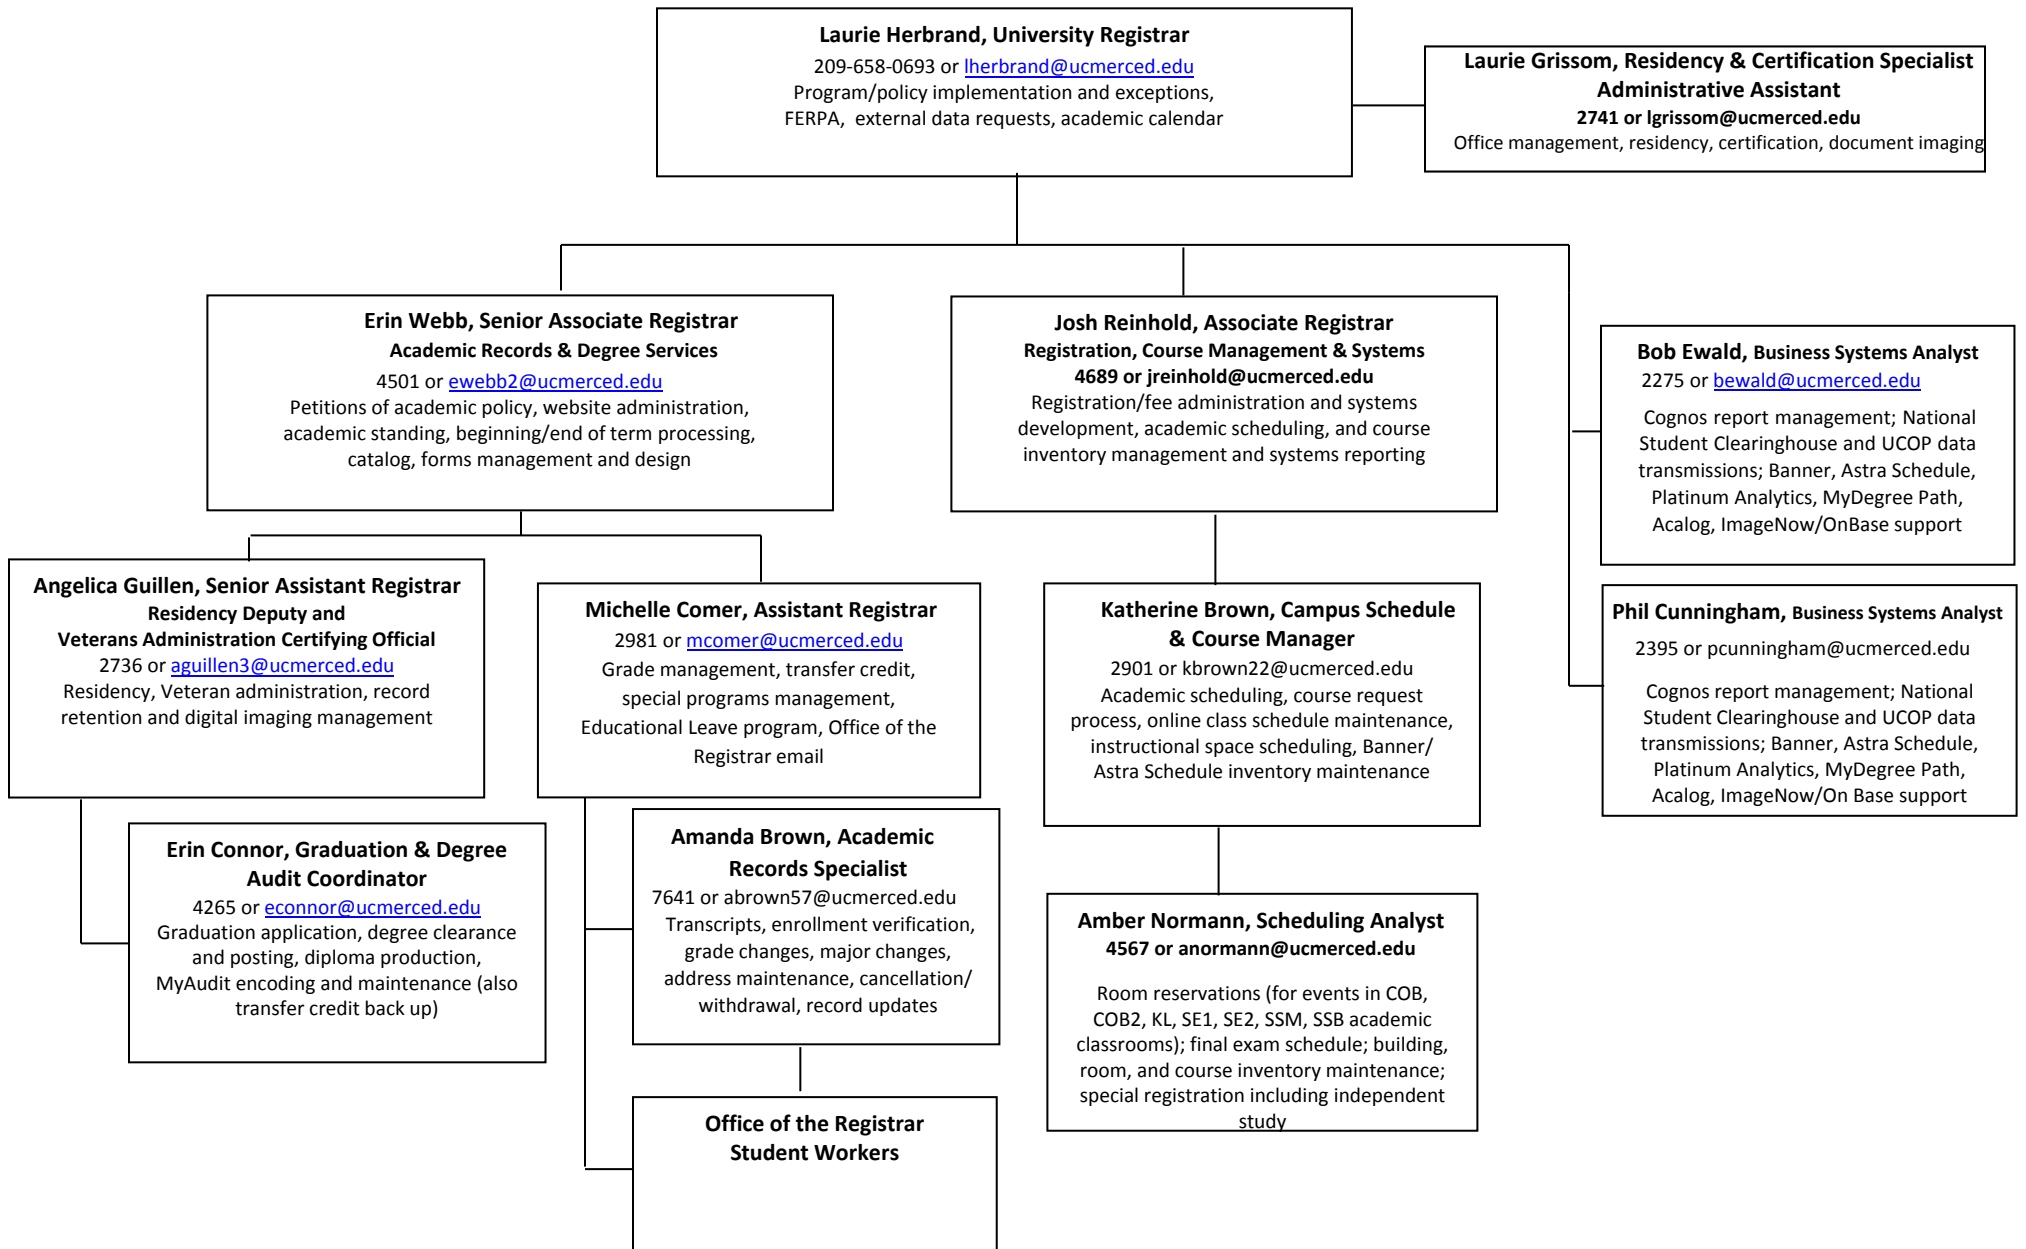 Laurie Herbrand, University Registrar
209-658-0693 or lherbrand@ucmerced.edu
Program/policy implementation and exceptions,
FERPA, external data requests, academic calendar
Laurie Grissom, Residency & Certification Specialist
Administrative Assistant
2741 or lgrissom@ucmerced.edu
Office management, residency, certification, document imaging
Erin Webb, Senior Associate Registrar
Academic Records & Degree Services
4501 or ewebb2@ucmerced.edu
Petitions of academic policy, website administration,
academic standing, beginning/end of term processing,
catalog, forms management and design
Josh Reinhold, Associate Registrar
Registration, Course Management & Systems
4689 or jreinhold@ucmerced.edu
Registration/fee administration and systems
development, academic scheduling, and course
inventory management and systems reporting
Bob Ewald, Business Systems Analyst
2275 or bewald@ucmerced.edu
Cognos report management; National
Student Clearinghouse and UCOP data
transmissions; Banner, Astra Schedule,
Platinum Analytics, MyDegree Path,
Acalog, ImageNow/OnBase support
Angelica Guillen, Senior Assistant Registrar
Residency Deputy and
Veterans Administration Certifying Official
2736 or aguillen3@ucmerced.edu
Residency, Veteran administration, record
retention and digital imaging management
Michelle Comer, Assistant Registrar
2981 or mcomer@ucmerced.edu
Grade management, transfer credit,
special programs management,
Educational Leave program, Office of the
Registrar email
Katherine Brown, Campus Schedule
& Course Manager
2901 or kbrown22@ucmerced.edu
Academic scheduling, course request
process, online class schedule maintenance,
instructional space scheduling, Banner/
Astra Schedule inventory maintenance
Phil Cunningham, Business Systems Analyst
2395 or pcunningham@ucmerced.edu
Cognos report management; National
Student Clearinghouse and UCOP data
transmissions; Banner, Astra Schedule,
Platinum Analytics, MyDegree Path,
Acalog, ImageNow/On Base support
Erin Connor, Graduation & Degree
Audit Coordinator
4265 or econnor@ucmerced.edu
Graduation application, degree clearance
and posting, diploma production,
MyAudit encoding and maintenance (also
transfer credit back up)
Amanda Brown, Academic
Records Specialist
7641 or abrown57@ucmerced.edu
Transcripts, enrollment verification,
grade changes, major changes,
address maintenance, cancellation/
withdrawal, record updates
Amber Normann, Scheduling Analyst
4567 or anormann@ucmerced.edu
Room reservations (for events in COB,
COB2, KL, SE1, SE2, SSM, SSB academic
classrooms); final exam schedule; building,
room, and course inventory maintenance;
special registration including independent
study
Office of the Registrar
Student Workers